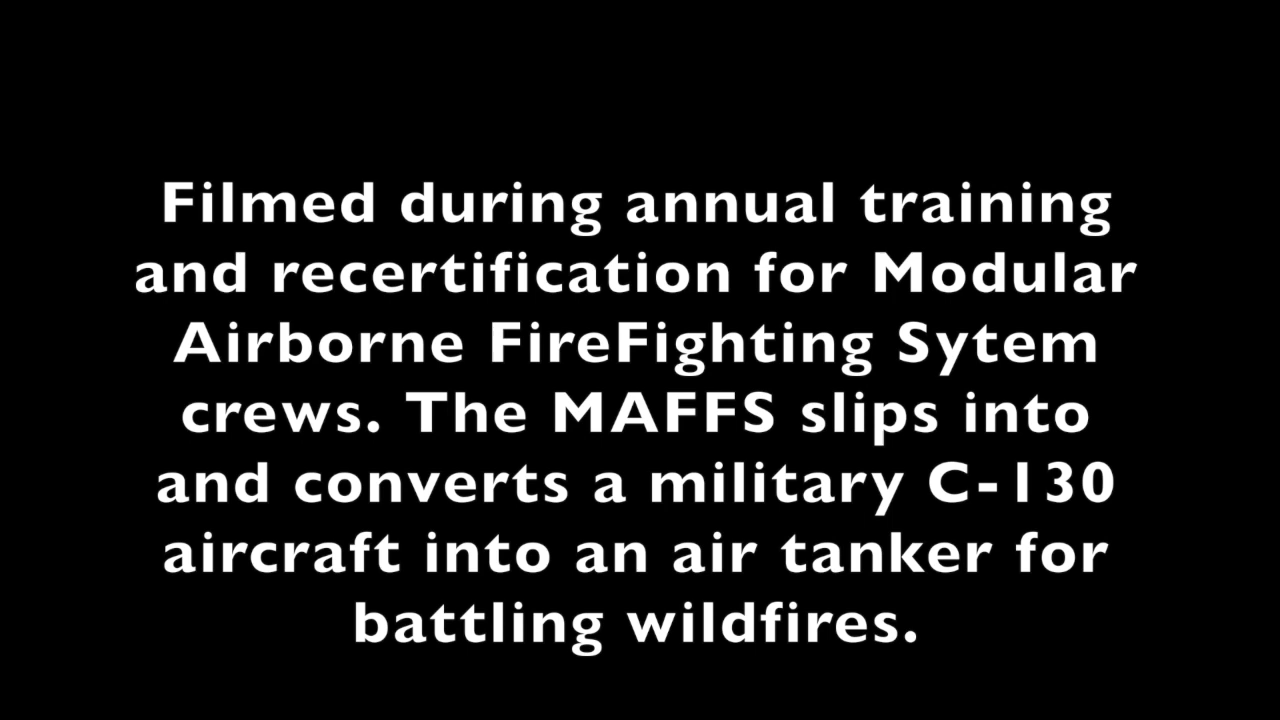 Filmed during annual training
and recertification for Modular
Airborne FireFighting Sytem
crews. The MAFFS slips into
and converts a military C-130
aircraft into an air tanker for
battling wildfires.